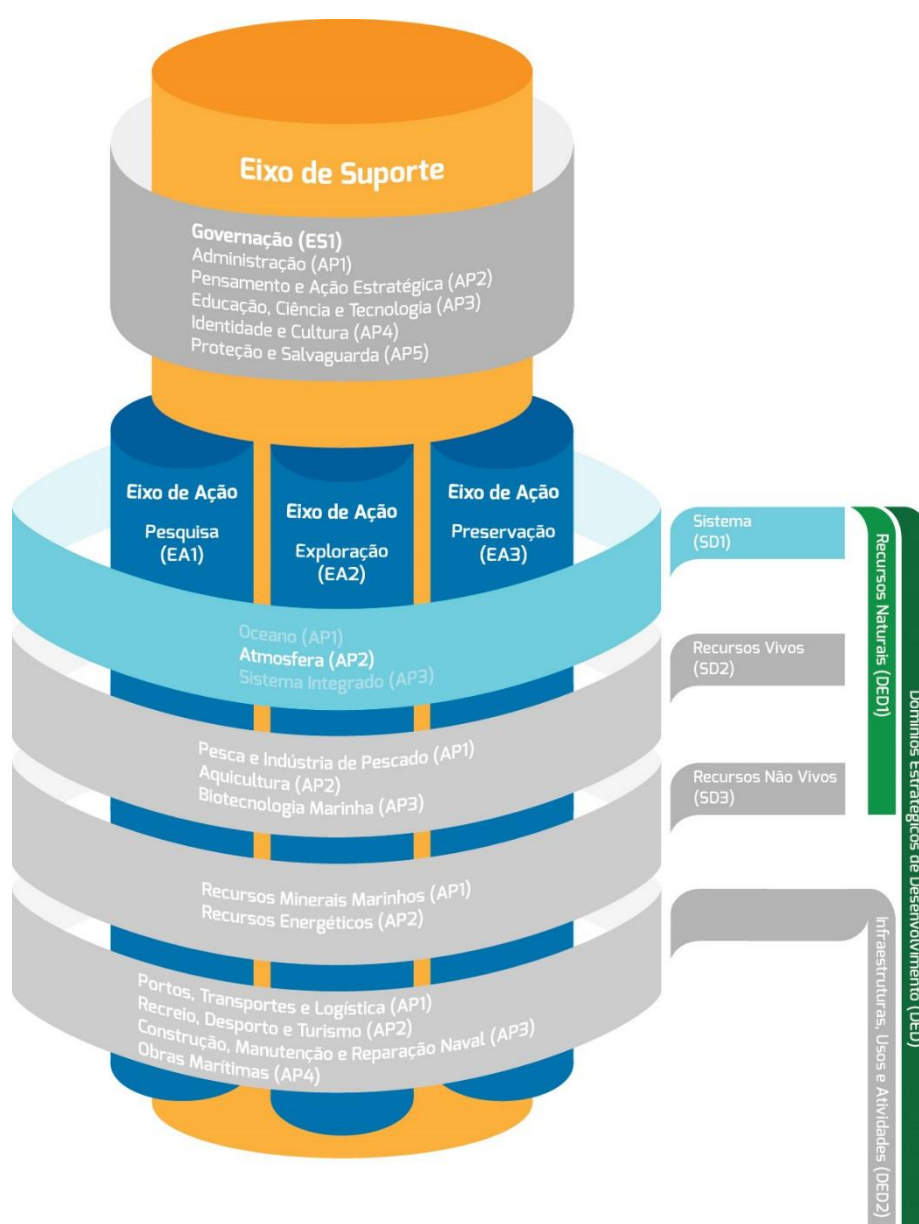 Eixo de Suporte
Governação (ES1)
Administração (AP1)
Pensamento e Ação Estratégica (AP2)
Educação, Ciência e Tecnologia (AP3)
Identidade e Cultura (AP4)
Proteção e Salvaguarda (AP5)
Eixo de Ação
Pesquisa
(EA1)
Eixo de Ação
Exploração
(EA2)
Eixo de Ação
Preservação
(EA3)
Oceano (AP1)
Atmosfera (AP2)
Sistema Integrado (AP3)
Pesca e Indústria de Pescado (AP1)
Aquicultura (AP2)
Biotecnologia Marinha (AP3)
Recursos Minerais Marinhos (AP1)
Recursos Energéticos (AP2)
Portos, Transportes e Logística (AP1)
Recreio, Desporto e Turismo (AP2)
Construção, Manutenção e Reparação Naval (AP3)
Obras Marítimas (AP4)
Sistema
(SD1)
Recursos Vivos
(SD2)
Recursos Não Vivos
(SD3)
Recursos Naturais (DED1)
Infraestruturas, Usos e Atividades (DED2)
Domínios Estratégicos de Desenvolvimento (DED)